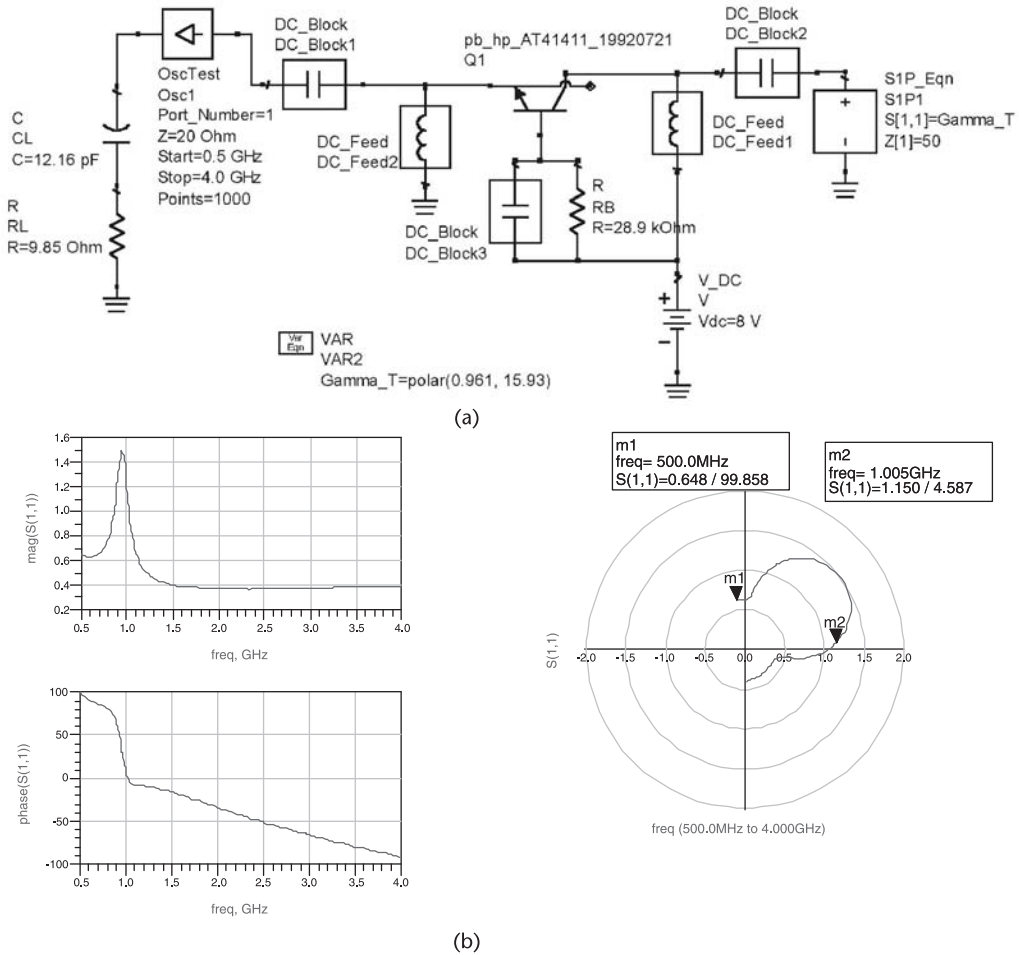 OscTest
Osc1
Port_Number=1
Z=20 Ohm
Start=0.5 GHz
Stop=4.0 GHz
Points=1000
C
CL
C=12.16 pF
R
RL
R=9.85 Ohm
DC_Block
DC_Block1
DC_Feed
DC_Feed2
pb_hp_AT41411_19920721
Q1
DC_Block
DC_Block3
R
RB
R=28.9 kOhm
DC_Feed
DC_Feed1
DC_Block
DC_Block2
S1P_Eqn
S1P1
S[1,1]=Gamma_T
Z[1]=50
+
-
V_DC
V
Vdc=8 V
+
−
Var
Eqn
VAR
VAR2
Gamma_T=polar(0.961, 15.93)
(a)
mag(S(1,1))
1.6
1.4
1.2
1.0
0.8
0.6
0.4
0.2
0.5 1.0 1.5 2.0 2.5 3.0 3.5 4.0
freq, GHz
phase(S(1,1))
100
50
0
-50
-100
0.5 1.0 1.5 2.0 2.5 3.0 3.5 4.0
freq, GHz
m1
freq= 500.0MHz
S(1,1)=0.648 / 99.858
m2
freq= 1.005GHz
S(1,1)=1.150 / 4.587
m1
m2
S(1,1)
-2.0 -1.5 -1.0 -0.5 0.0 0.5 1.0 1.5 2.0
freq (500.0MHz to 4.000GHz)
(b)